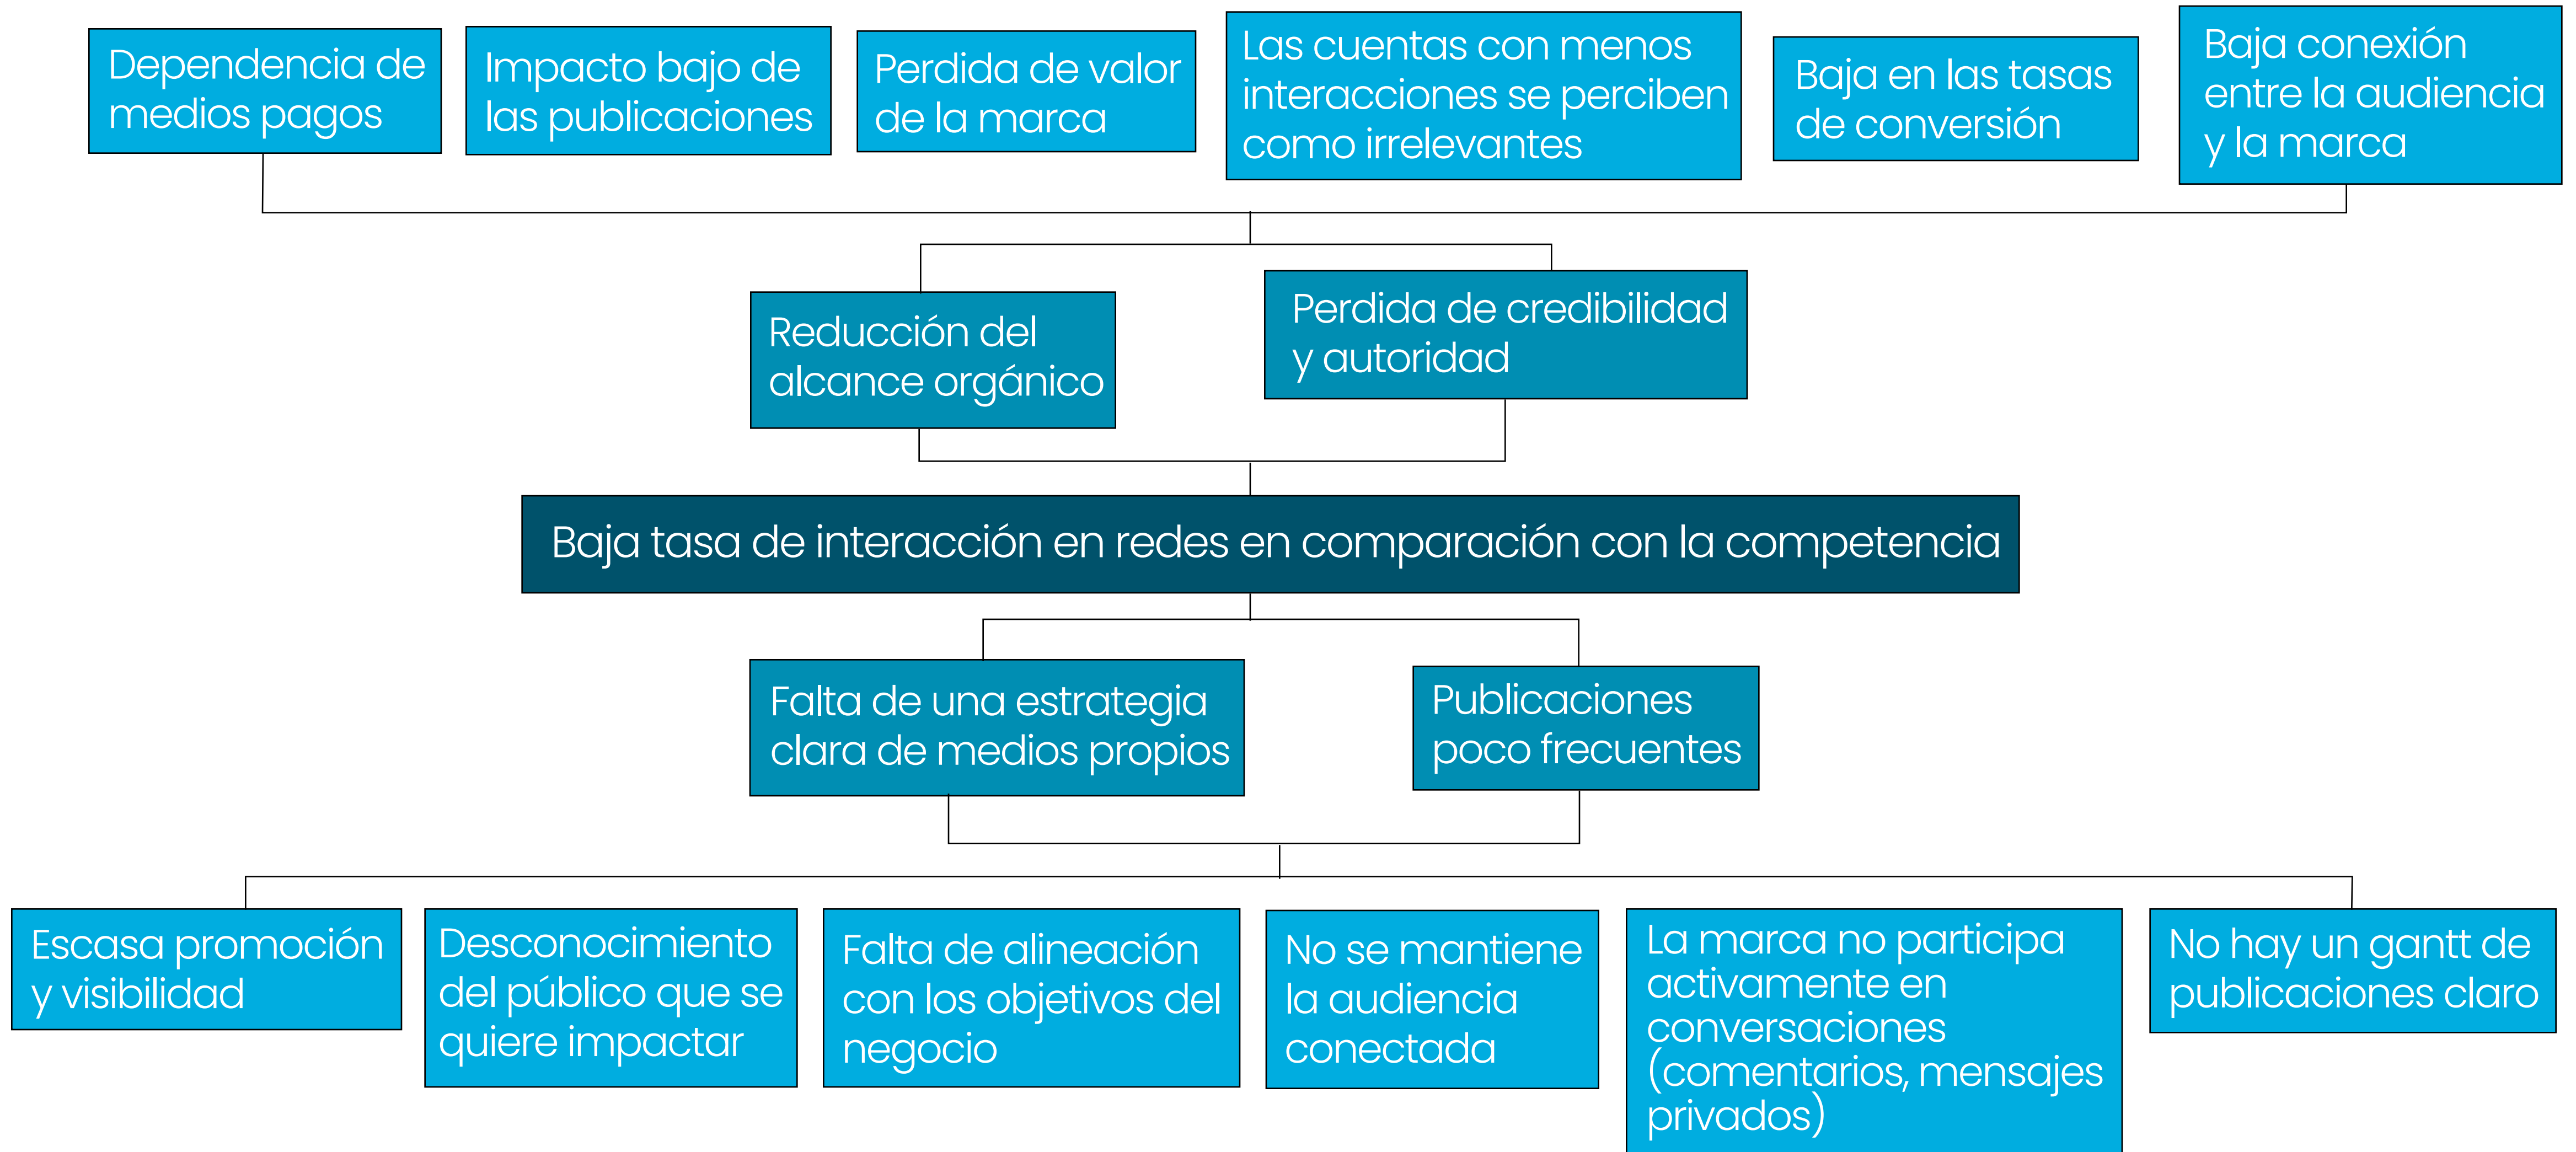 Dependencia de
medios pagos
Impacto bajo de
las publicaciones
Perdida de valor
de la marca
Las cuentas con menos
interacciones se perciben
como irrelevantes
Baja en las tasas
de conversión
Baja conexión
entre la audiencia
y la marca
Reducción del
alcance orgánico
Perdida de credibilidad
y autoridad
Baja tasa de interacción en redes en comparación con la competencia
Falta de una estrategia
clara de medios propios
Publicaciones
poco frecuentes
Escasa promoción
y visibilidad
Desconocimiento
del público que se
quiere impactar
Falta de alineación
con los objetivos del
negocio
No se mantiene
la audiencia
conectada
La marca no participa
activamente en
conversaciones
(comentarios, mensajes
privados)
No hay un gantt de
publicaciones claro